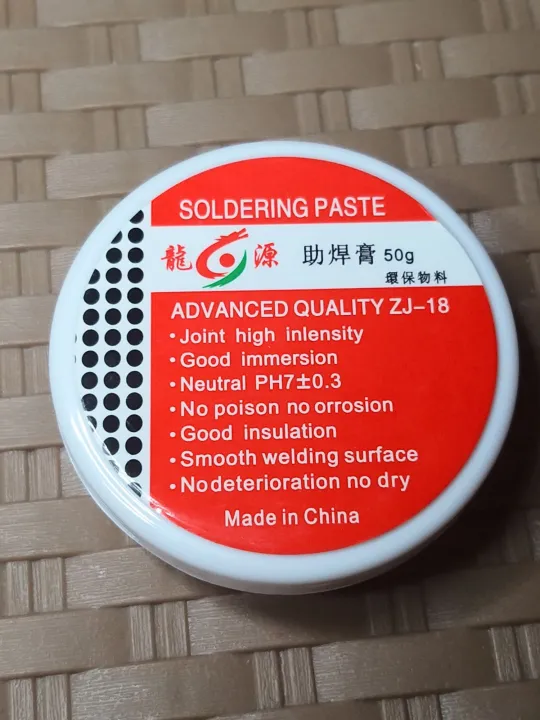 SOLDERING PASTE
龍 源 助焊膏 50g
環保物料
ADVANCED QUALITY ZJ-18
•Joint high inlensity
•Good immersion
•Neutral PH7±0.3
•No poison no orrosion
•Good insulation
•Smooth welding surface
•Nodeterioration no dry
Made in China